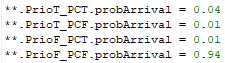 **.PrioT_PCT.probArrival = 0.04
**.PrioT_PCF.probArrival = 0.01
**.PrioF_PCT.probArrival = 0.01
**.PrioF_PCF.probArrival = 0.94